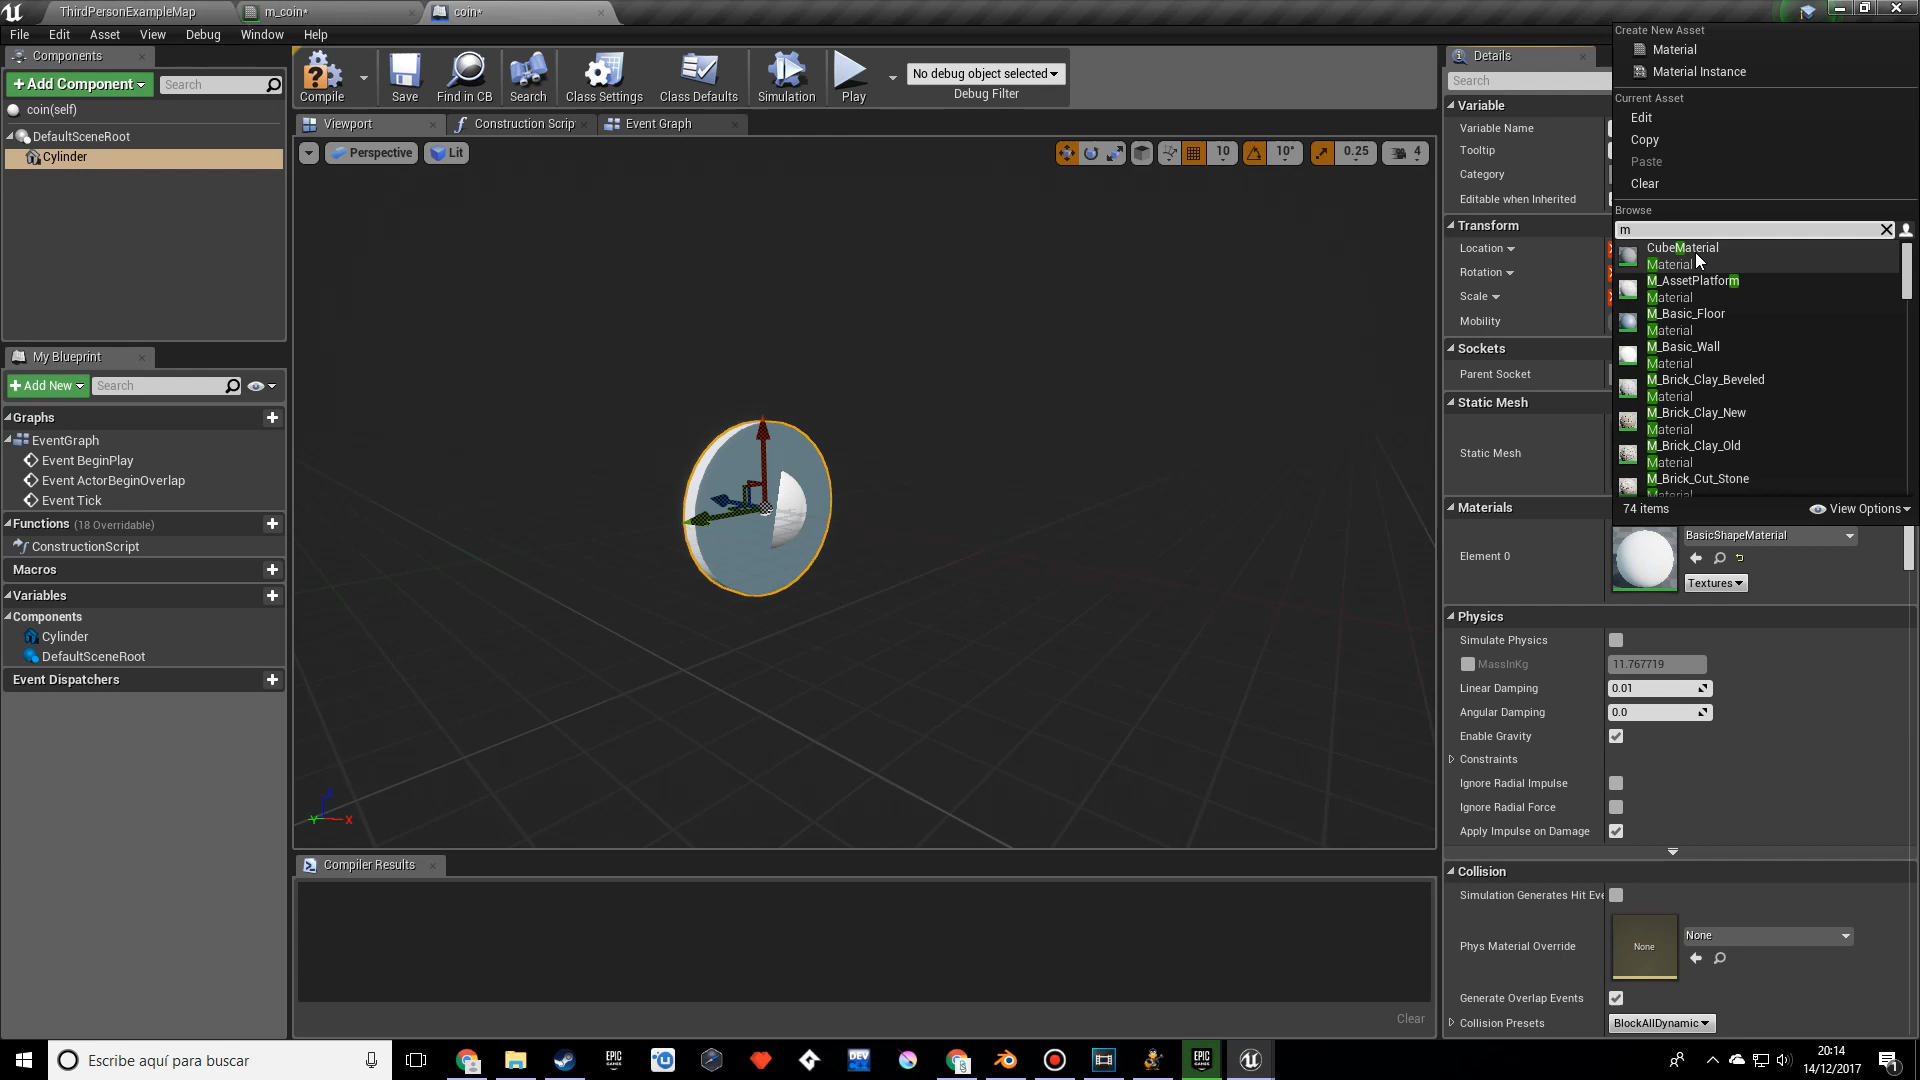 ThirdPersonExampleMap
m_coin*
coin*
File Edit Asset View Debug Window Help
Components
+Add Component
Search
coin(self)
DefaultSceneRoot
Cylinder
My Blueprint
+Add New
Search
Graphs
EventGraph
Event BeginPlay
Event ActorBeginOverlap
Event Tick
Functions (18 Overridable)
ConstructionScript
Macros
Variables
Components
Cylinder
DefaultSceneRoot
Event Dispatchers
Compile
Save
Find in CB
Search
Class Settings
Class Defaults
Simulation
Play
No debug object selected
Debug Filter
Viewport
Construction Scrip
Event Graph
Perspective
Lit
10
10°
0.25
4
Z
Y
X
Compiler Results
Clear
Details
Search
Variable
Variable Name
Tooltip
Category
Editable when Inherited
Transform
Location
Rotation
Scale
Mobility
Sockets
Parent Socket
Static Mesh
Static Mesh
Materials
Element 0
BasicShapeMaterial
Textures
Physics
Simulate Physics
MassInKg
11.767719
Linear Damping
0.01
Angular Damping
0.0
Enable Gravity
Constraints
Ignore Radial Impulse
Ignore Radial Force
Apply Impulse on Damage
Collision
Simulation Generates Hit Eve
Phys Material Override
None
None
Generate Overlap Events
Collision Presets
BlockAllDynamic
Create New Asset
Material
Material Instance
Current Asset
Edit
Copy
Paste
Clear
Browse
m
CubeMaterial
Material
M_AssetPlatform
Material
M_Basic_Floor
Material
M_Basic_Wall
Material
M_Brick_Clay_Beveled
Material
M_Brick_Clay_New
Material
M_Brick_Clay_Old
Material
M_Brick_Cut_Stone
Material
74 items
View Options
Escribe aquí para buscar
EPIC GAMES
DEV
EPIC GAMES
20:14
14/12/2017
1